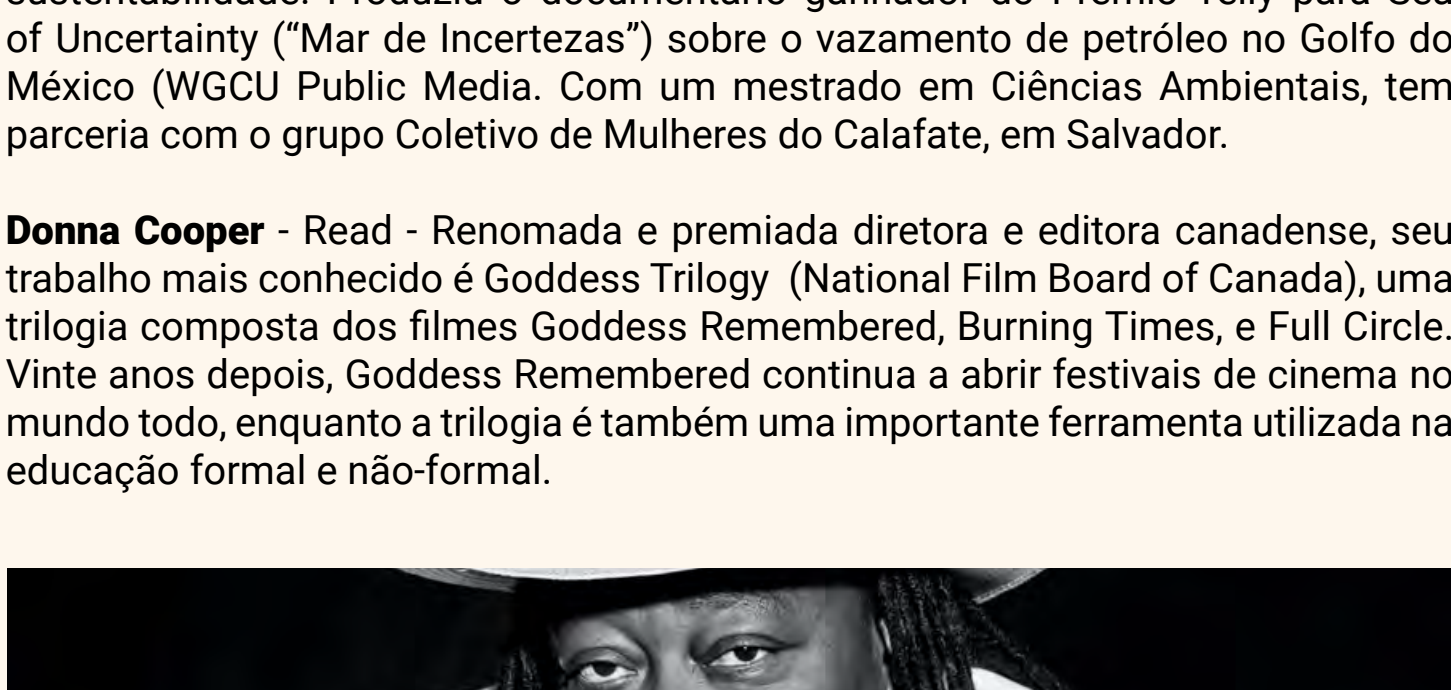 of Uncertainty (“Mar de Incertezas”) sobre o vazamento de petróleo no Golfo do
México (WGCU Public Media. Com um mestrado em Ciências Ambientais, tem
parceria com o grupo Coletivo de Mulheres do Calafate, em Salvador.
Donna Cooper - Read - Renomada e premiada diretora e editora canadense, seu
trabalho mais conhecido é Goddess Trilogy (National Film Board of Canada), uma
trilogia composta dos filmes Goddess Remembered, Burning Times, e Full Circle.
Vinte anos depois, Goddess Remembered continua a abrir festivais de cinema no
mundo todo, enquanto a trilogia é também uma importante ferramenta utilizada na
educação formal e não-formal.